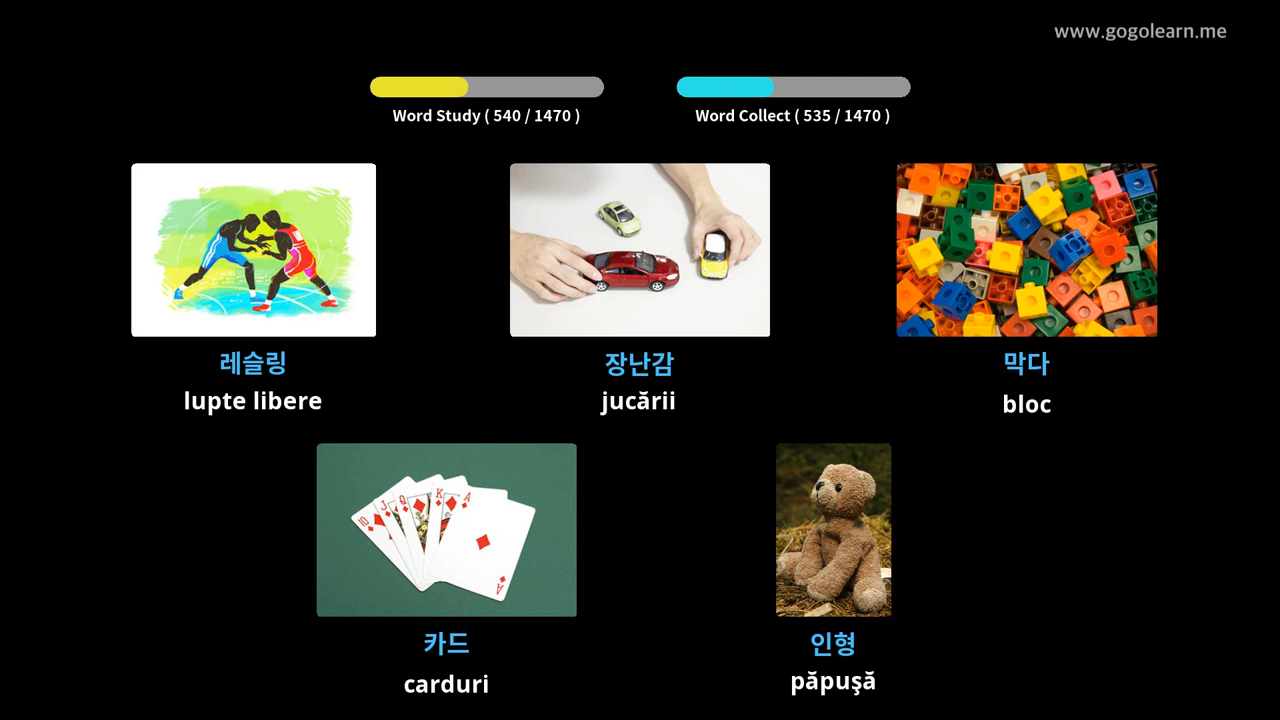 www.gogolearn.me
Word Study ( 540 / 1470 )
Word Collect ( 535 / 1470 )
레슬링
lupte libere
장난감
jucării
막다
bloc
카드
carduri
인형
păpuşă